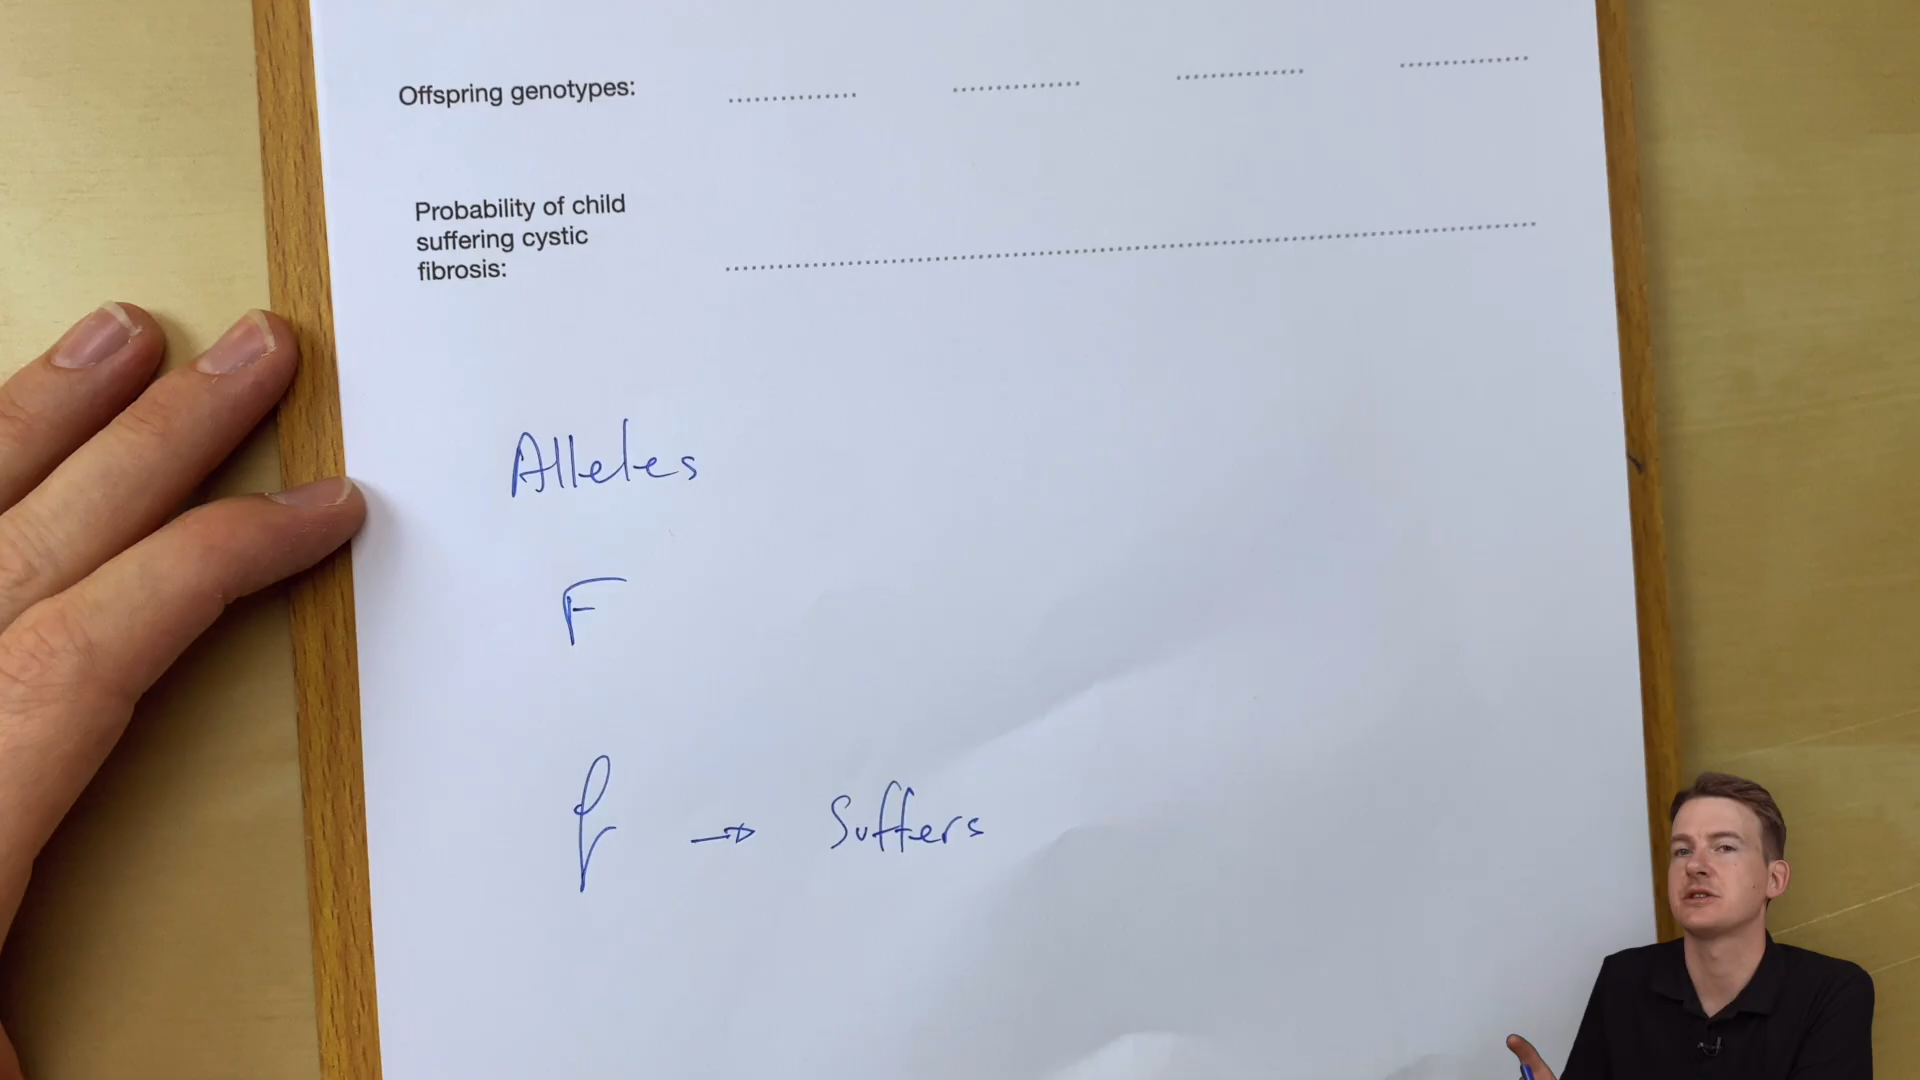 Offspring genotypes: ............... ............... ............... ...............
Probability of child
suffering cystic
fibrosis: ................................................................................
Alleles
F
f → Suffers